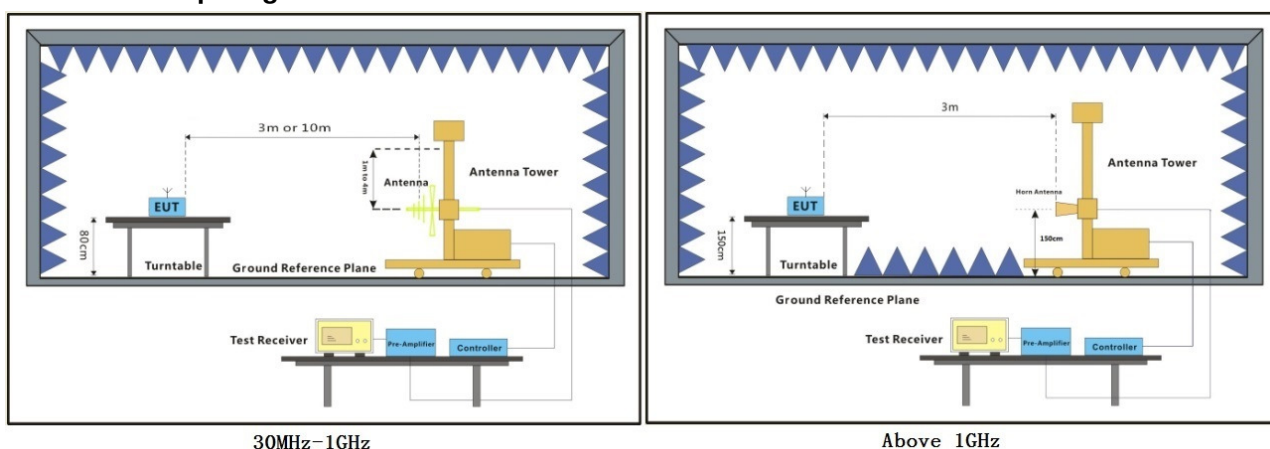 3m or 10m
1m to 4m
Antenna
Antenna Tower
EUT
80cm
Turntable
Ground Reference Plane
Test Receiver
Pre-Amplifier
Controller
30MHz-1GHz
3m
Antenna Tower
Horn Antenna
EUT
150cm
150cm
Turntable
Ground Reference Plane
Test Receiver
Pre-Amplifier
Controller
Above 1GHz